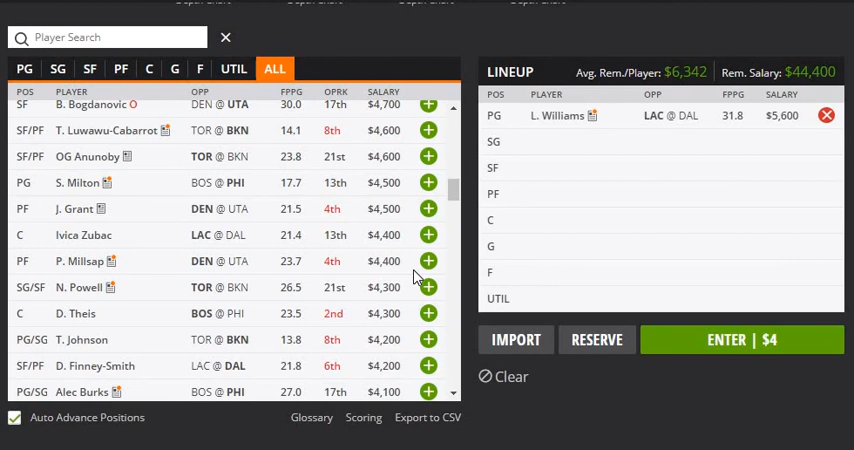 Player Search
PG SG SF PF C G F UTIL ALL
POS PLAYER OPP FPPG OPRK SALARY
SF B. Bogdanovic O DEN @ UTA 30.0 17th $4,700
SF/PF T. Luwawu-Cabarrot TOR @ BKN 14.1 8th $4,600
SF/PF OG Anunoby TOR @ BKN 23.8 21st $4,600
PG S. Milton BOS @ PHI 17.7 13th $4,500
PF J. Grant DEN @ UTA 21.5 4th $4,500
C Ivica Zubac LAC @ DAL 21.4 13th $4,400
PF P. Millsap DEN @ UTA 23.7 4th $4,400
SG/SF N. Powell TOR @ BKN 26.5 21st $4,300
C D. Theis BOS @ PHI 23.5 2nd $4,300
PG/SG T. Johnson TOR @ BKN 13.8 8th $4,200
SF/PF D. Finney-Smith LAC @ DAL 21.8 6th $4,200
PG/SG Alec Burks BOS @ PHI 27.0 17th $4,100
Auto Advance Positions Glossary Scoring Export to CSV
LINEUP Avg. Rem./Player: $6,342 Rem. Salary: $44,400
POS PLAYER OPP FPPG SALARY
PG L. Williams LAC @ DAL 31.8 $5,600
SG
SF
PF
C
G
F
UTIL
IMPORT RESERVE ENTER | $4
Clear